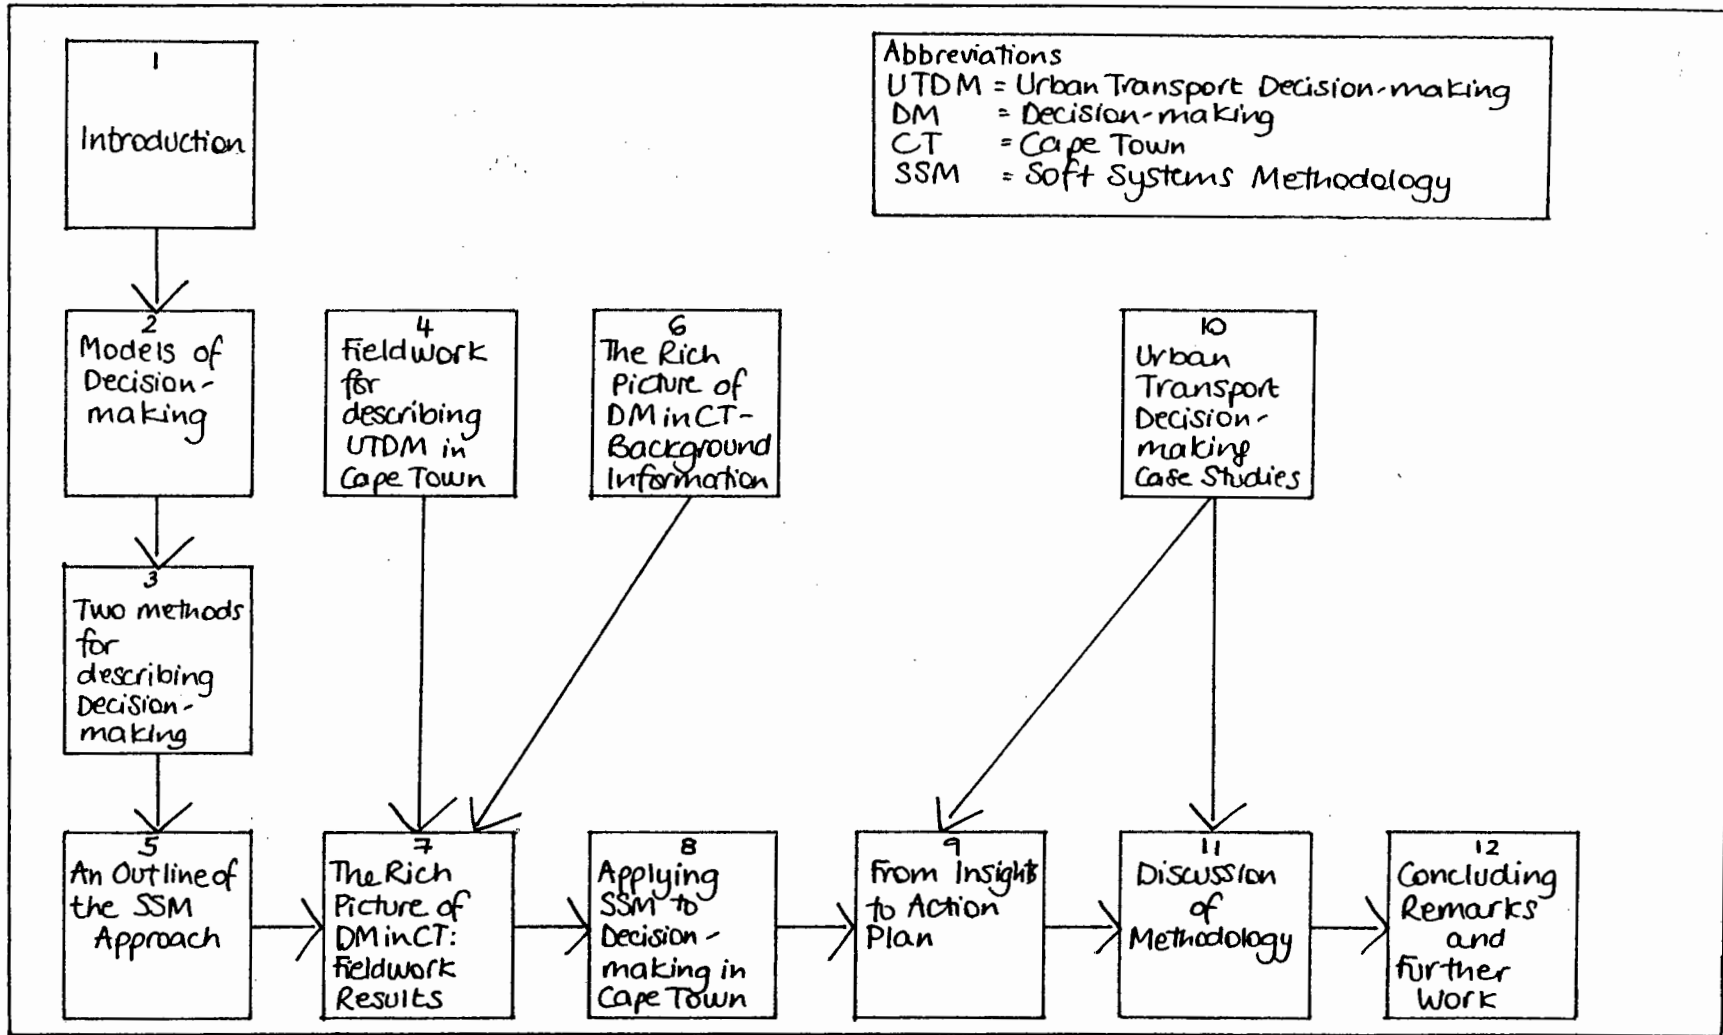 1
Introduction
Abbreviations
UTDM = Urban Transport Decision-making
DM = Decision-making
CT = Cape Town
SSM = Soft Systems Methodology
2
Models of
Decision-
making
4
Fieldwork
for
describing
UTDM in
Cape Town
6
The Rich
Picture of
DM in CT-
Background
Information
10
Urban
Transport
Decision-
making
Case Studies
3
Two methods
for
describing
Decision-
making
5
An Outline of
the SSM
Approach
7
The Rich
Picture of
DM in CT:
Fieldwork
Results
8
Applying
SSM to
Decision-
making in
Cape Town
9
From Insights
to Action
Plan
11
Discussion
of
Methodology
12
Concluding
Remarks
and
Further
Work